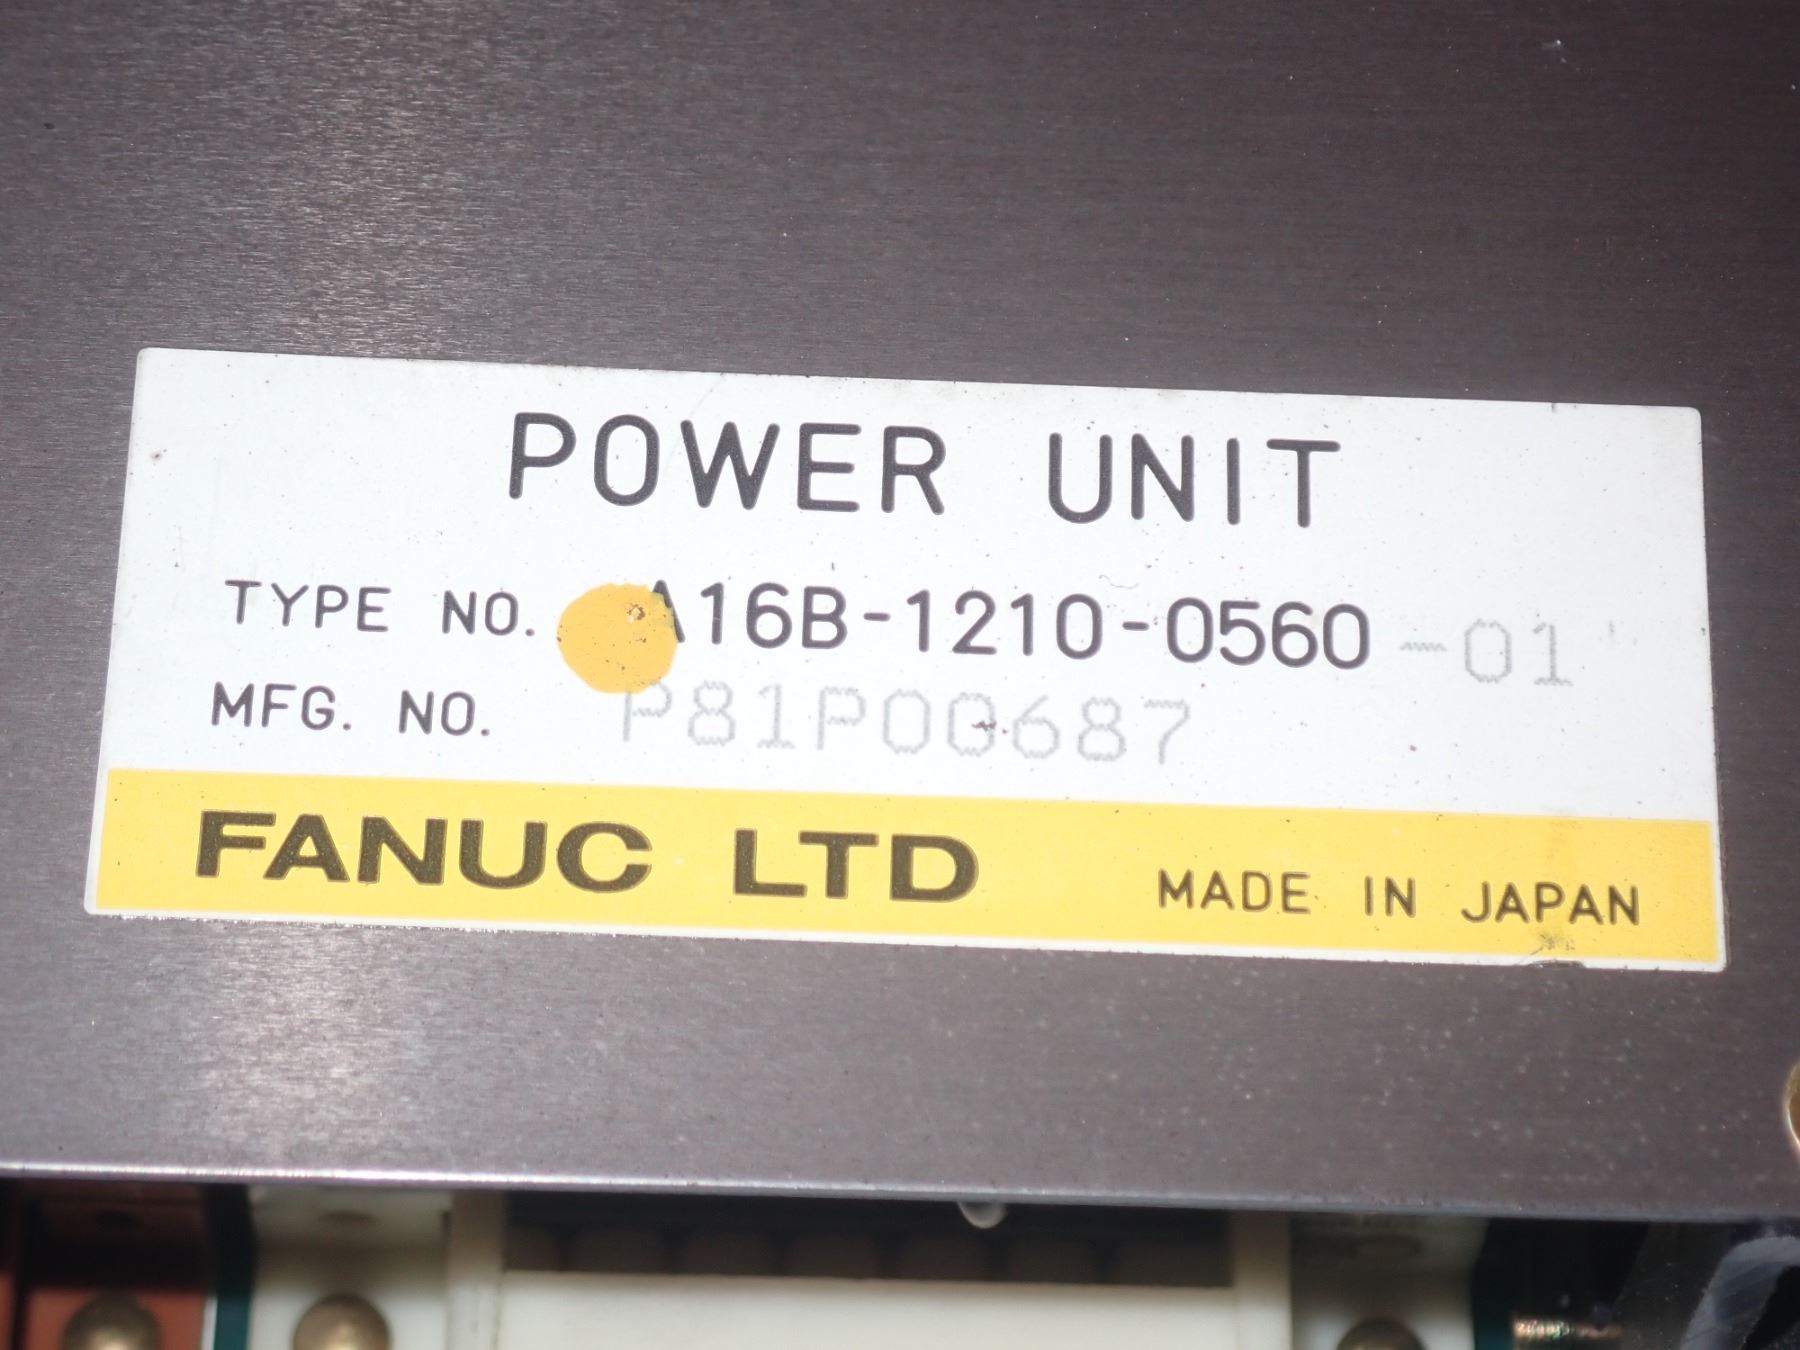 POWER UNIT
TYPE NO. A16B-1210-0560-01
MFG. NO. P81P00687
FANUC LTD MADE IN JAPAN